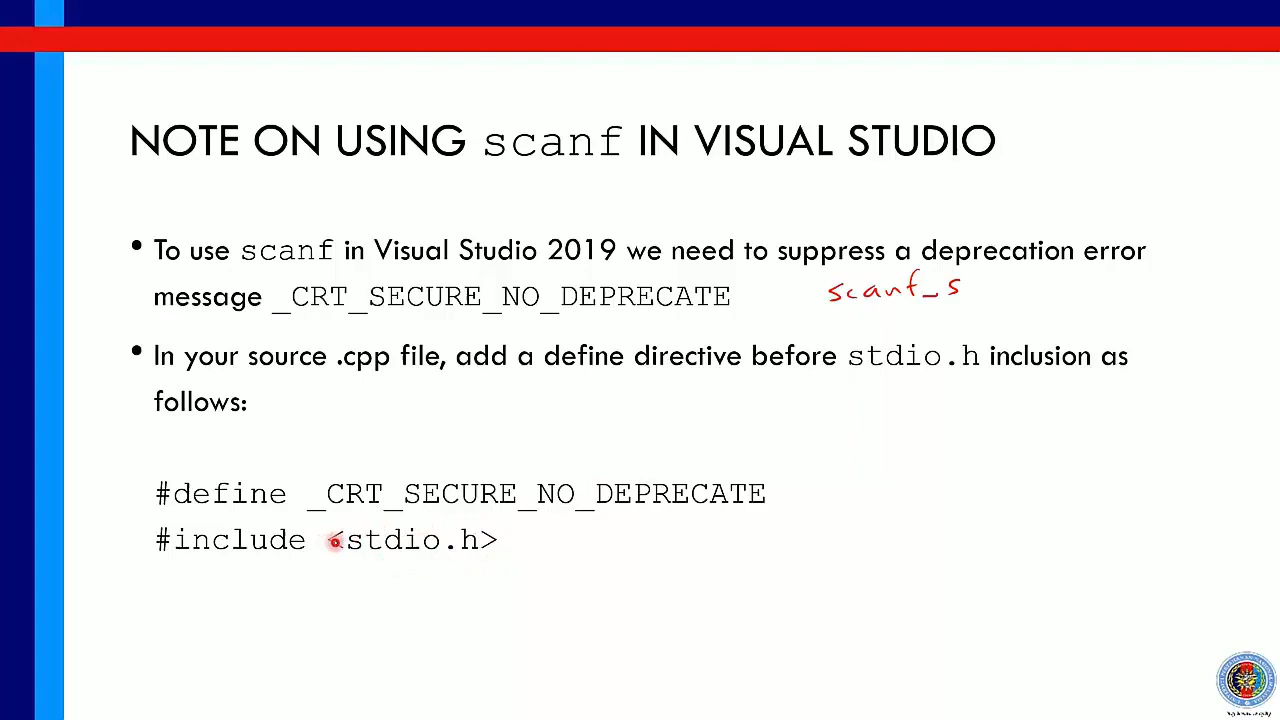 NOTE ON USING scanf IN VISUAL STUDIO
• To use scanf in Visual Studio 2019 we need to suppress a deprecation error
message _CRT_SECURE_NO_DEPRECATE
scanf_s
• In your source .cpp file, add a define directive before stdio.h inclusion as
follows:
#define _CRT_SECURE_NO_DEPRECATE
#include <stdio.h>